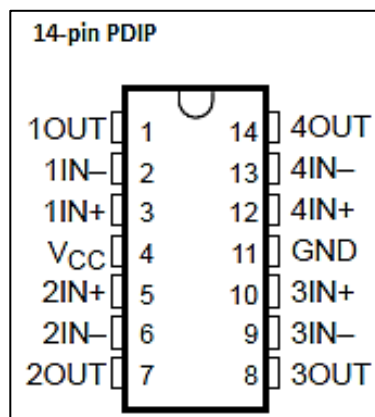 14-pin PDIP
1OUT 1 14 4OUT
1IN– 2 13 4IN–
1IN+ 3 12 4IN+
VCC 4 11 GND
2IN+ 5 10 3IN+
2IN– 6 9 3IN–
2OUT 7 8 3OUT